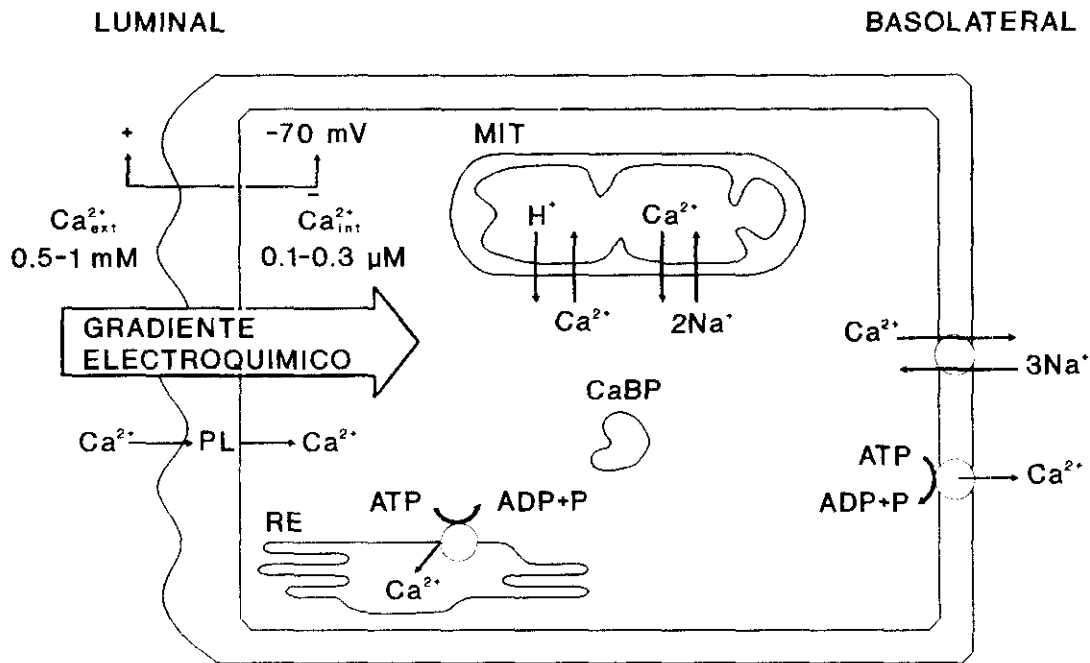 LUMINAL
BASOLATERAL
+
-70 mV
-
Ca²⁺ext
Ca²⁺int
0.5-1 mM
0.1-0.3 µM
MIT
H⁺
Ca²⁺
Ca²⁺
2Na⁺
GRADIENTE
ELECTROQUIMICO
Ca²⁺
3Na⁺
CaBP
Ca²⁺
PL
Ca²⁺
ATP
ADP+P
Ca²⁺
RE
ATP
ADP+P
Ca²⁺